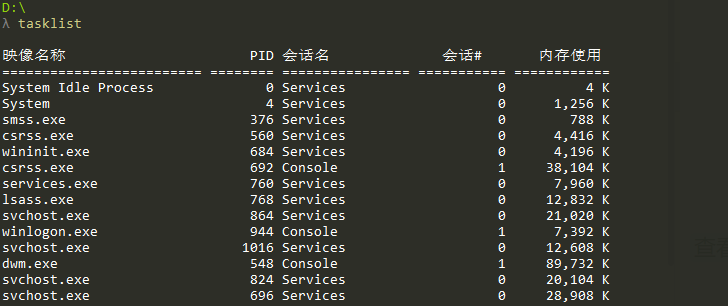 D:\
λ tasklist
映像名称                       PID 会话名              会话#       内存使用
========================= ======== ================ =========== ============
System Idle Process              0 Services                   0          4 K
System                           4 Services                   0      1,256 K
smss.exe                       376 Services                   0        788 K
csrss.exe                      560 Services                   0      4,416 K
wininit.exe                    684 Services                   0      4,196 K
csrss.exe                      692 Console                    1     38,104 K
services.exe                   760 Services                   0      7,960 K
lsass.exe                      768 Services                   0     12,832 K
svchost.exe                    864 Services                   0     21,020 K
winlogon.exe                   944 Console                    1      7,392 K
svchost.exe                   1016 Services                   0     12,608 K
dwm.exe                        548 Console                    1     89,732 K
svchost.exe                    824 Services                   0     20,104 K
svchost.exe                    696 Services                   0     28,908 K